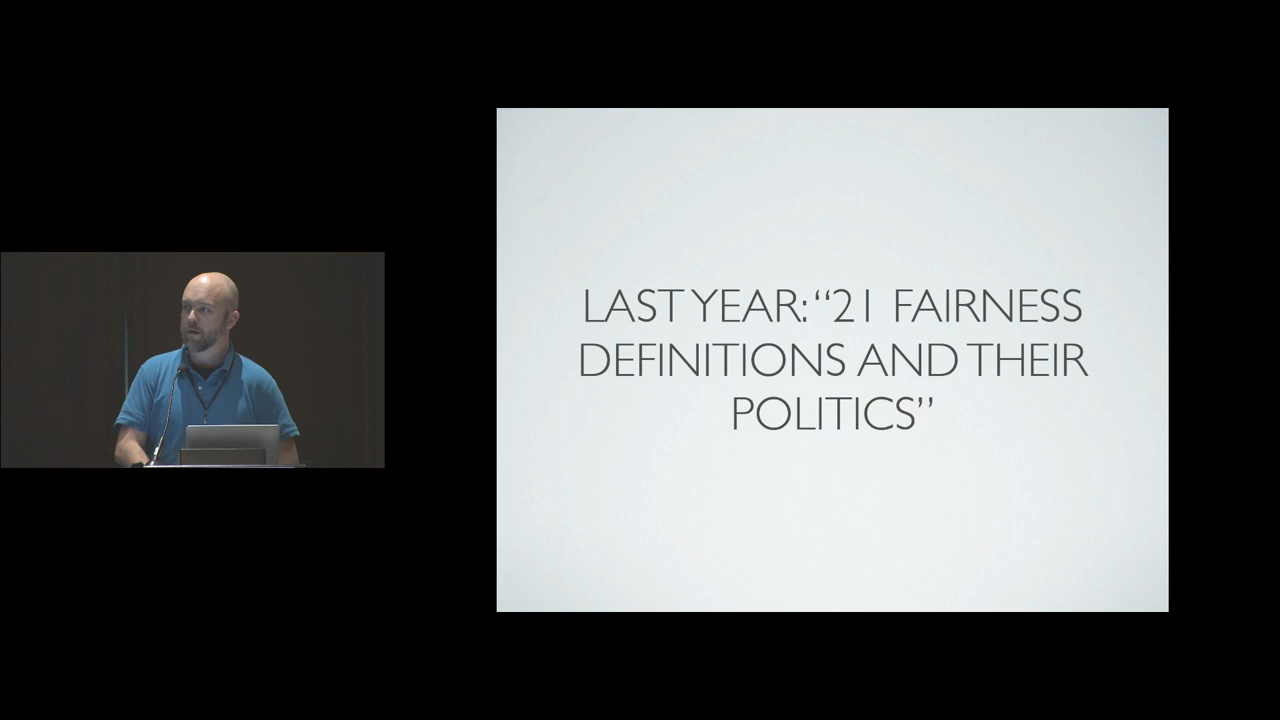 LAST YEAR: “21 FAIRNESS
DEFINITIONS AND THEIR
POLITICS”